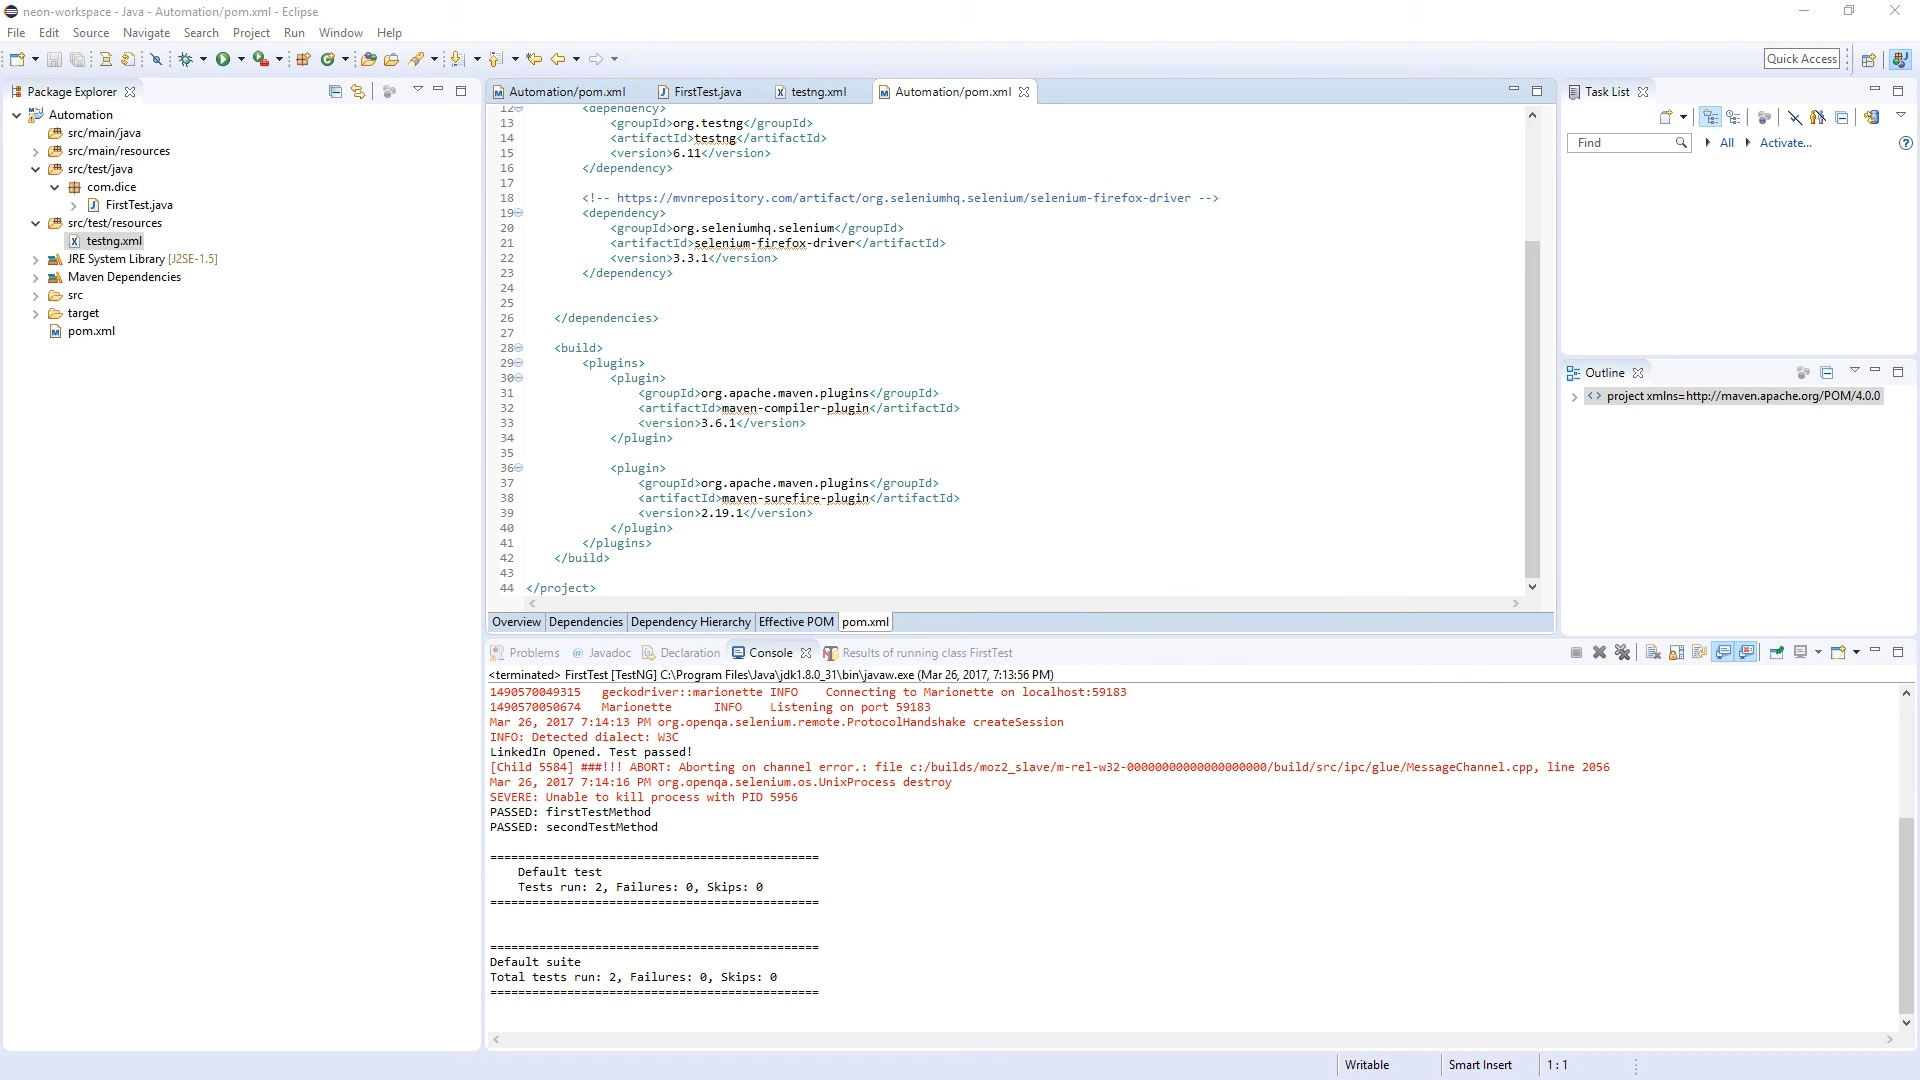 neon-workspace - Java - Automation/pom.xml - Eclipse
File Edit Source Navigate Search Project Run Window Help
Quick Access
Package Explorer
Automation
src/main/java
src/main/resources
src/test/java
com.dice
FirstTest.java
src/test/resources
testng.xml
JRE System Library [J2SE-1.5]
Maven Dependencies
src
target
pom.xml
Automation/pom.xml FirstTest.java testng.xml Automation/pom.xml
12 <dependency>
13 <groupId>org.testng</groupId>
14 <artifactId>testng</artifactId>
15 <version>6.11</version>
16 </dependency>
17
18 <!-- https://mvnrepository.com/artifact/org.seleniumhq.selenium/selenium-firefox-driver -->
19 <dependency>
20 <groupId>org.seleniumhq.selenium</groupId>
21 <artifactId>selenium-firefox-driver</artifactId>
22 <version>3.3.1</version>
23 </dependency>
24
25
26 </dependencies>
27
28 <build>
29 <plugins>
30 <plugin>
31 <groupId>org.apache.maven.plugins</groupId>
32 <artifactId>maven-compiler-plugin</artifactId>
33 <version>3.6.1</version>
34 </plugin>
35
36 <plugin>
37 <groupId>org.apache.maven.plugins</groupId>
38 <artifactId>maven-surefire-plugin</artifactId>
39 <version>2.19.1</version>
40 </plugin>
41 </plugins>
42 </build>
43
44 </project>
Overview Dependencies Dependency Hierarchy Effective POM pom.xml
Task List
Find All Activate...
Outline
project xmlns=http://maven.apache.org/POM/4.0.0
Problems Javadoc Declaration Console Results of running class FirstTest
<terminated> FirstTest [TestNG] C:\Program Files\Java\jdk1.8.0_31\bin\javaw.exe (Mar 26, 2017, 7:13:56 PM)
1490570049315 geckodriver::marionette INFO Connecting to Marionette on localhost:59183
1490570050674 Marionette INFO Listening on port 59183
Mar 26, 2017 7:14:13 PM org.openqa.selenium.remote.ProtocolHandshake createSession
INFO: Detected dialect: W3C
LinkedIn Opened. Test passed!
[Child 5584] ###!!! ABORT: Aborting on channel error.: file c:/builds/moz2_slave/m-rel-w32-00000000000000000000/build/src/ipc/glue/MessageChannel.cpp, line 2056
Mar 26, 2017 7:14:16 PM org.openqa.selenium.os.UnixProcess destroy
SEVERE: Unable to kill process with PID 5956
PASSED: firstTestMethod
PASSED: secondTestMethod
===============================================
Default test
Tests run: 2, Failures: 0, Skips: 0
===============================================
===============================================
Default suite
Total tests run: 2, Failures: 0, Skips: 0
===============================================
Writable Smart Insert 1 : 1